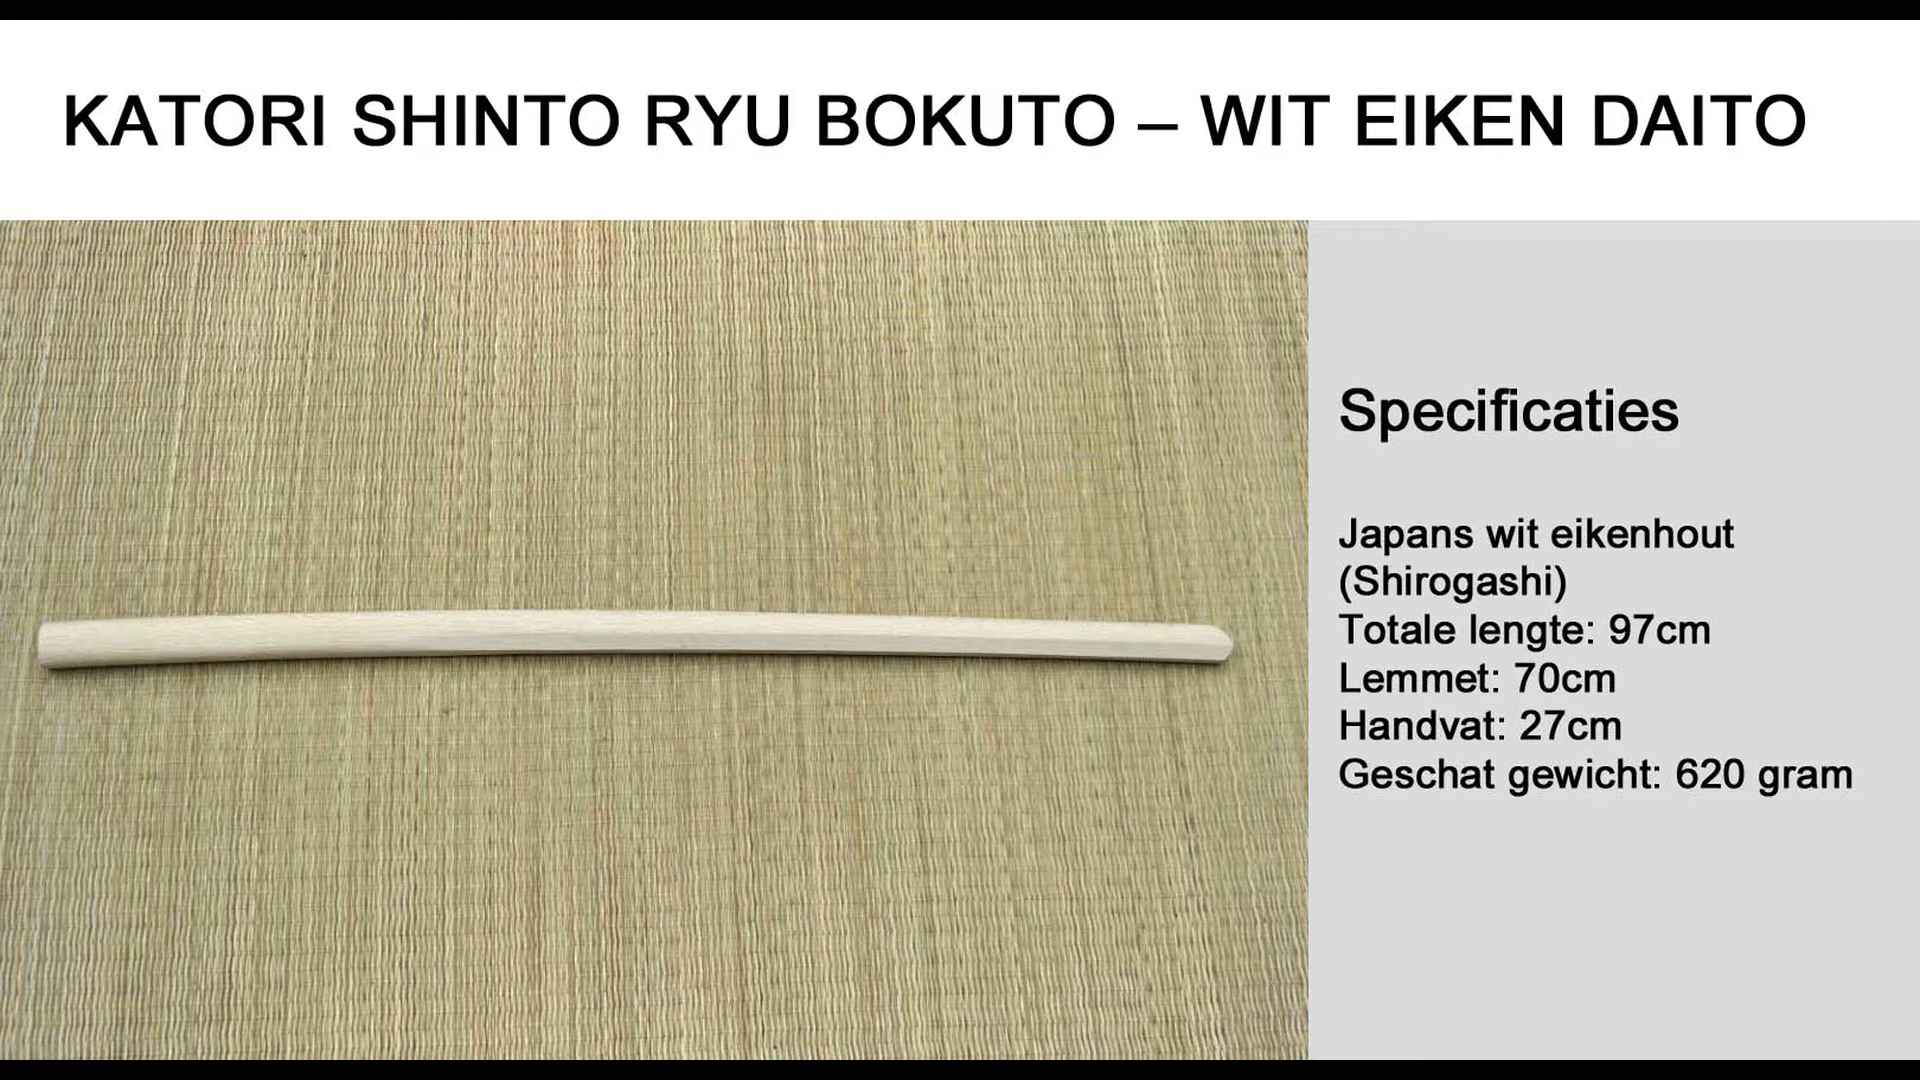 KATORI SHINTO RYU BOKUTO – WIT EIKEN DAITO
Specificaties
Japans wit eikenhout
(Shirogashi)
Totale lengte: 97cm
Lemmet: 70cm
Handvat: 27cm
Geschat gewicht: 620 gram